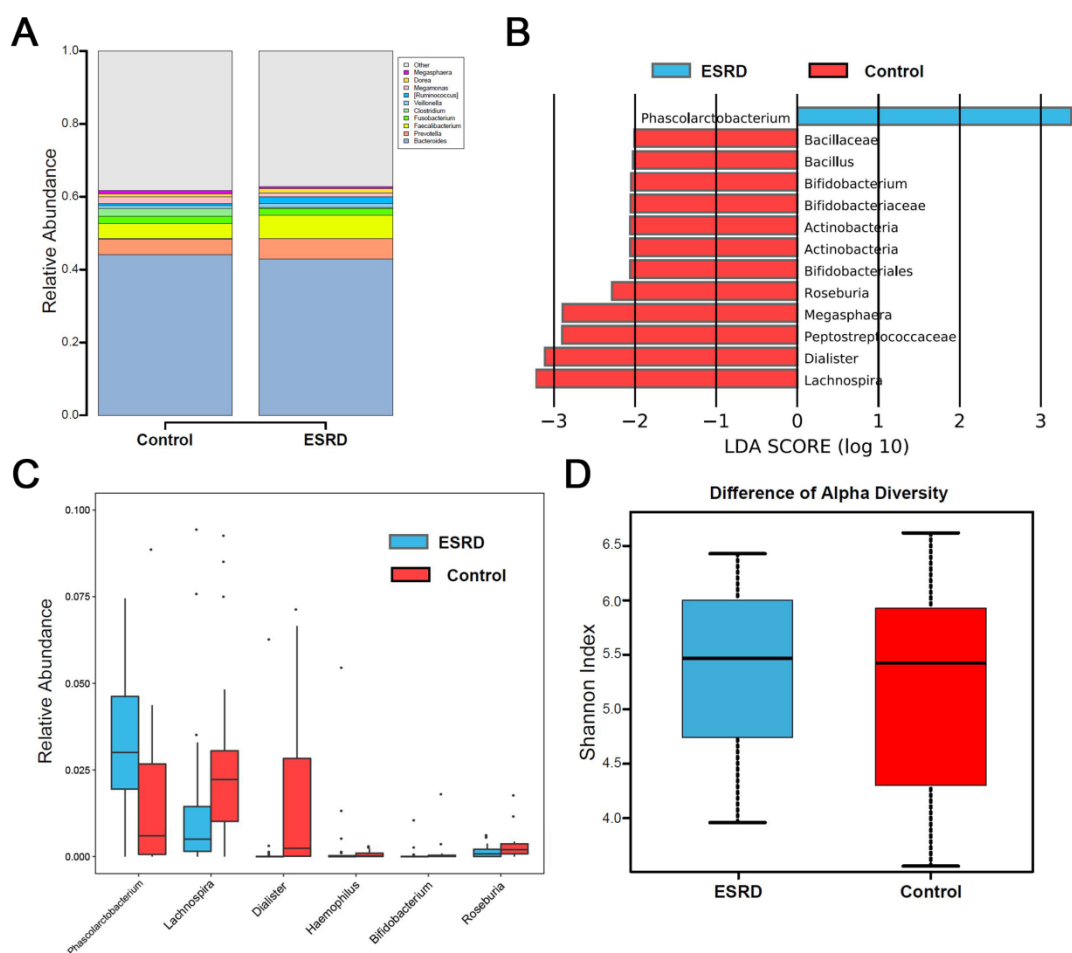 A
Relative Abundance
1.0
0.8
0.6
0.4
0.2
0.0
Control
ESRD
Other
Megasphaera
Dorea
Megamonas
[Ruminococcus]
Veillonella
Clostridium
Fusobacterium
Faecalibacterium
Prevotella
Bacteroides
B
ESRD
Control
Phascolarctobacterium
Bacillaceae
Bacillus
Bifidobacterium
Bifidobacteriaceae
Actinobacteria
Actinobacteria
Bifidobacteriales
Roseburia
Megasphaera
Peptostreptococcaceae
Dialister
Lachnospira
−3 −2 −1 0 1 2 3
LDA SCORE (log 10)
C
Relative Abundance
0.100
0.075
0.050
0.025
0.000
ESRD
Control
Phascolarctobacterium
Lachnospira
Dialister
Haemophilus
Bifidobacterium
Roseburia
D
Difference of Alpha Diversity
Shannon Index
6.5
6.0
5.5
5.0
4.5
4.0
ESRD
Control